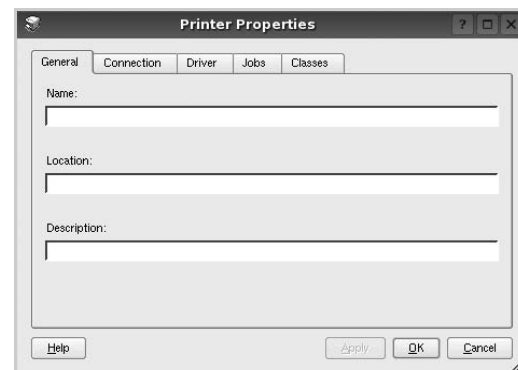 Printer Properties
General Connection Driver Jobs Classes
Name:
Location:
Description:
Help Apply OK Cancel